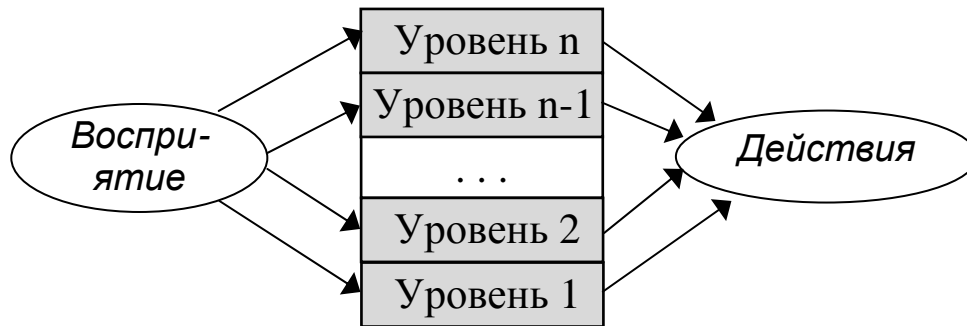 Уровень n
Уровень n-1
Воспри-
ятие
Действия
. . .
Уровень 2
Уровень 1